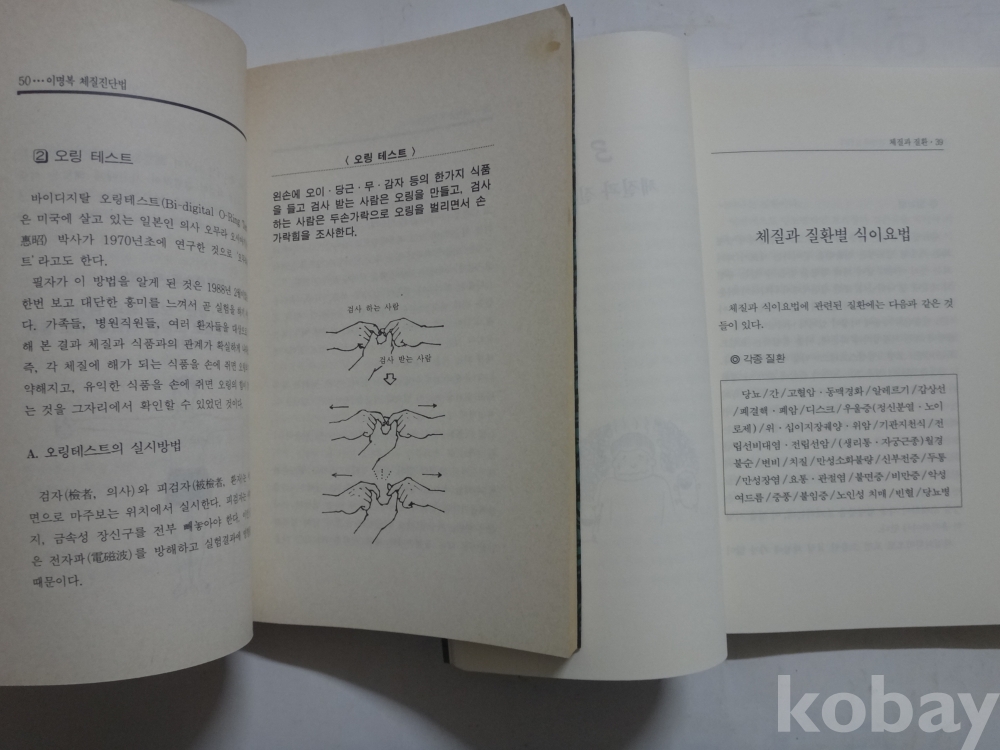 50···이명복 체질진단법
② 오링 테스트
바이디지탈 오링테스트(Bi-digital O-Ring
은 미국에 살고 있는 일본인 의사 오무라
惠昭) 박사가 1970년초에 연구한 것으로
트'라고도 한다.
필자가 이 방법을 알게 된 것은 1988년
한번 보고 대단한 흥미를 느껴서 곧 실험을
다. 가족들, 병원직원들, 여러 환자들을
해 본 결과 체질과 식품과의 관계가
즉, 각 체질에 해가 되는 식품을 손에 쥐면
약해지고, 유익한 식품을 손에 쥐면 오링의
는 것을 그자리에서 확인할 수 있었던 것이다.
A. 오링테스트의 실시방법
검자(檢者, 의사)와 피검자(被檢者,
면으로 마주보는 위치에서 실시한다.
지, 금속성 장신구를 전부 빼놓아야 한다.
은 전자파(電磁波)를 방해하고 실험결과에
때문이다.
〈 오링 테스트 〉
왼손에 오이·당근·무·감자 등의 한가지 식품
을 들고 검사 받는 사람은 오링을 만들고, 검사
하는 사람은 두손가락으로 오링을 벌리면서 손
가락힘을 조사한다.
검사 하는 사람
검사 받는 사람
체질과 질환·39
체질과 질환별 식이요법
체질과 식이요법에 관련된 질환에는 다음과 같은 것
들이 있다.
◎ 각종 질환
당뇨/간/고혈압·동맥경화/알레르기/갑상선
/폐결핵·폐암/디스크/우울증(정신분열·노이
로제)/위·십이지장궤양·위암/기관지천식/전
립선비대염·전립선암/(생리통·자궁근종)월경
불순/변비/치질/만성소화불량/신부전증/두통
/만성장염/요통·관절염/불면증/비만증/악성
여드름/중풍/불임증/노인성 치매/빈혈/당뇨병
kobay